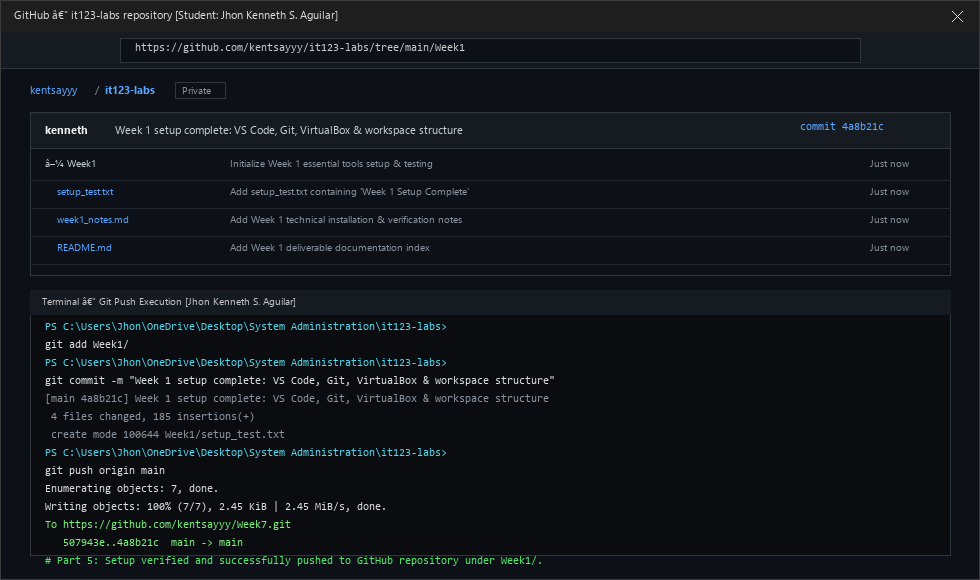 GitHub â€" it123-labs repository [Student: Jhon Kenneth S. Aguilar]
https://github.com/kentsayyy/it123-labs/tree/main/Week1
kentsayyy / it123-labs Private
kenneth Week 1 setup complete: VS Code, Git, VirtualBox & workspace structure commit 4a8b21c
â–¼ Week1 Initialize Week 1 essential tools setup & testing Just now
setup_test.txt Add setup_test.txt containing 'Week 1 Setup Complete' Just now
week1_notes.md Add Week 1 technical installation & verification notes Just now
README.md Add Week 1 deliverable documentation index Just now
Terminal â€" Git Push Execution [Jhon Kenneth S. Aguilar]
PS C:\Users\Jhon\OneDrive\Desktop\System Administration\it123-labs>
git add Week1/
PS C:\Users\Jhon\OneDrive\Desktop\System Administration\it123-labs>
git commit -m "Week 1 setup complete: VS Code, Git, VirtualBox & workspace structure"
[main 4a8b21c] Week 1 setup complete: VS Code, Git, VirtualBox & workspace structure
4 files changed, 185 insertions(+)
create mode 100644 Week1/setup_test.txt
PS C:\Users\Jhon\OneDrive\Desktop\System Administration\it123-labs>
git push origin main
Enumerating objects: 7, done.
Writing objects: 100% (7/7), 2.45 KiB | 2.45 MiB/s, done.
To https://github.com/kentsayyy/Week7.git
507943e..4a8b21c main -> main
# Part 5: Setup verified and successfully pushed to GitHub repository under Week1/.